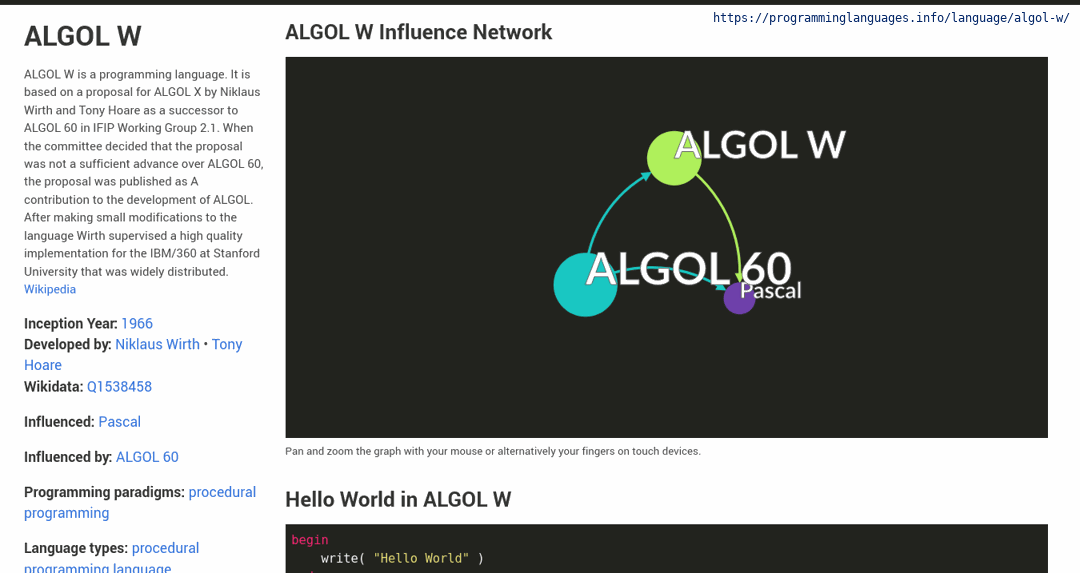 https://programminglanguages.info/language/algol-w/
ALGOL W
ALGOL W is a programming language. It is
based on a proposal for ALGOL X by Niklaus
Wirth and Tony Hoare as a successor to
ALGOL 60 in IFIP Working Group 2.1. When
the committee decided that the proposal
was not a sufficient advance over ALGOL 60,
the proposal was published as A
contribution to the development of ALGOL.
After making small modifications to the
language Wirth supervised a high quality
implementation for the IBM/360 at Stanford
University that was widely distributed.
Wikipedia
Inception Year: 1966
Developed by: Niklaus Wirth • Tony
Hoare
Wikidata: Q1538458
Influenced: Pascal
Influenced by: ALGOL 60
Programming paradigms: procedural
programming
Language types: procedural
programming language
ALGOL W Influence Network
ALGOL W
ALGOL 60
Pascal
Pan and zoom the graph with your mouse or alternatively your fingers on touch devices.
Hello World in ALGOL W
begin
write( "Hello World" )